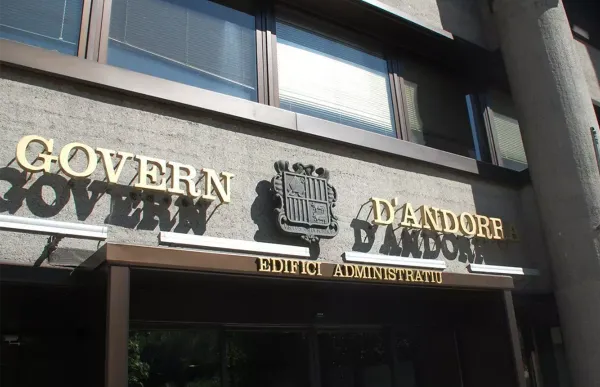 GOVERN D'ANDORRA
EDIFICI ADMINISTRATIU